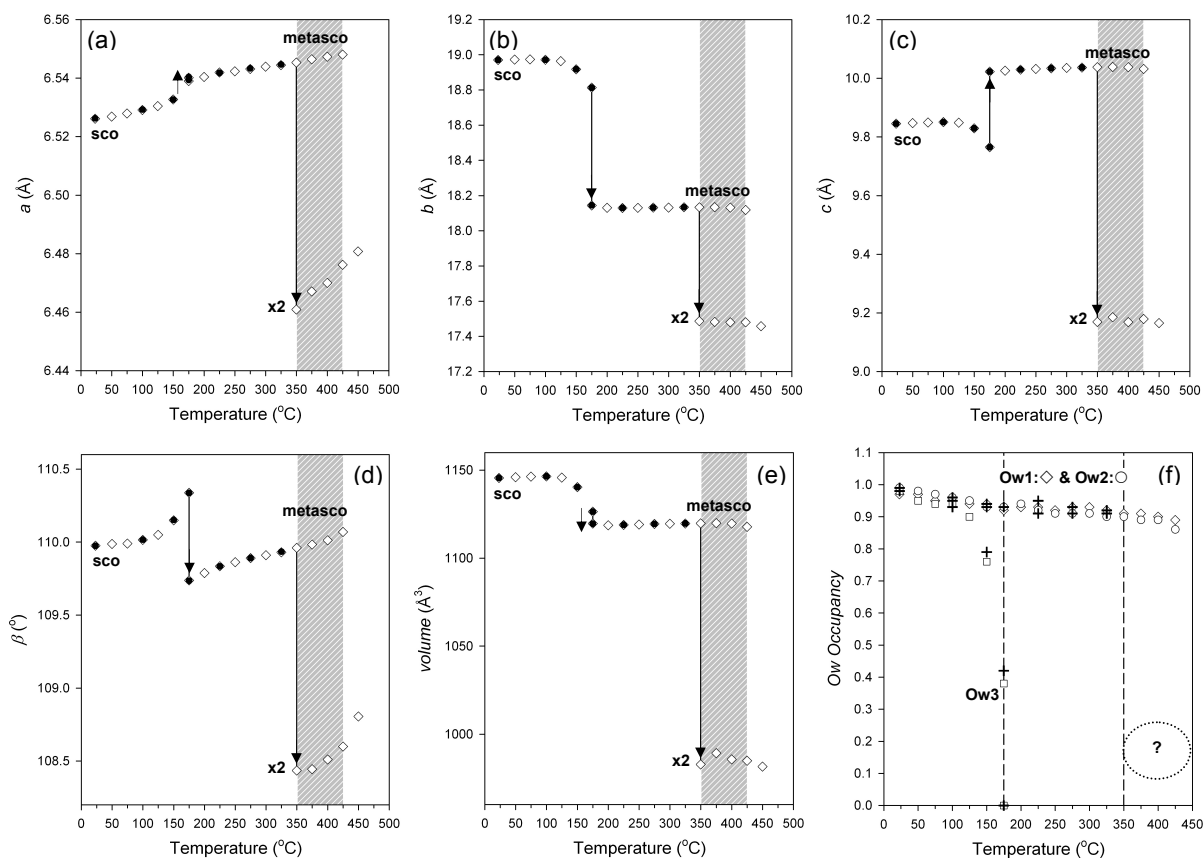 (a)
6.56
6.54
6.52
6.50
6.48
6.46
6.44
a (Å)
metasco
sco
x2
0 50 100 150 200 250 300 350 400 450 500
Temperature (°C)
(b)
19.2
19.0
18.8
18.6
18.4
18.2
18.0
17.8
17.6
17.4
17.2
b (Å)
sco
metasco
x2
0 50 100 150 200 250 300 350 400 450 500
Temperature (°C)
(c)
10.2
10.0
9.8
9.6
9.4
9.2
9.0
c (Å)
metasco
sco
x2
0 50 100 150 200 250 300 350 400 450 500
Temperature (°C)
(d)
110.5
110.0
109.5
109.0
108.5
β (°)
metasco
sco
x2
0 50 100 150 200 250 300 350 400 450 500
Temperature (°C)
(e)
1150
1100
1050
1000
volume (Å³)
sco
metasco
x2
0 50 100 150 200 250 300 350 400 450 500
Temperature (°C)
(f)
1.1
1.0
0.9
0.8
0.7
0.6
0.5
0.4
0.3
0.2
0.1
0.0
Ow Occupancy
Ow1: & Ow2:
Ow3
?
0 50 100 150 200 250 300 350 400 450
Temperature (°C)